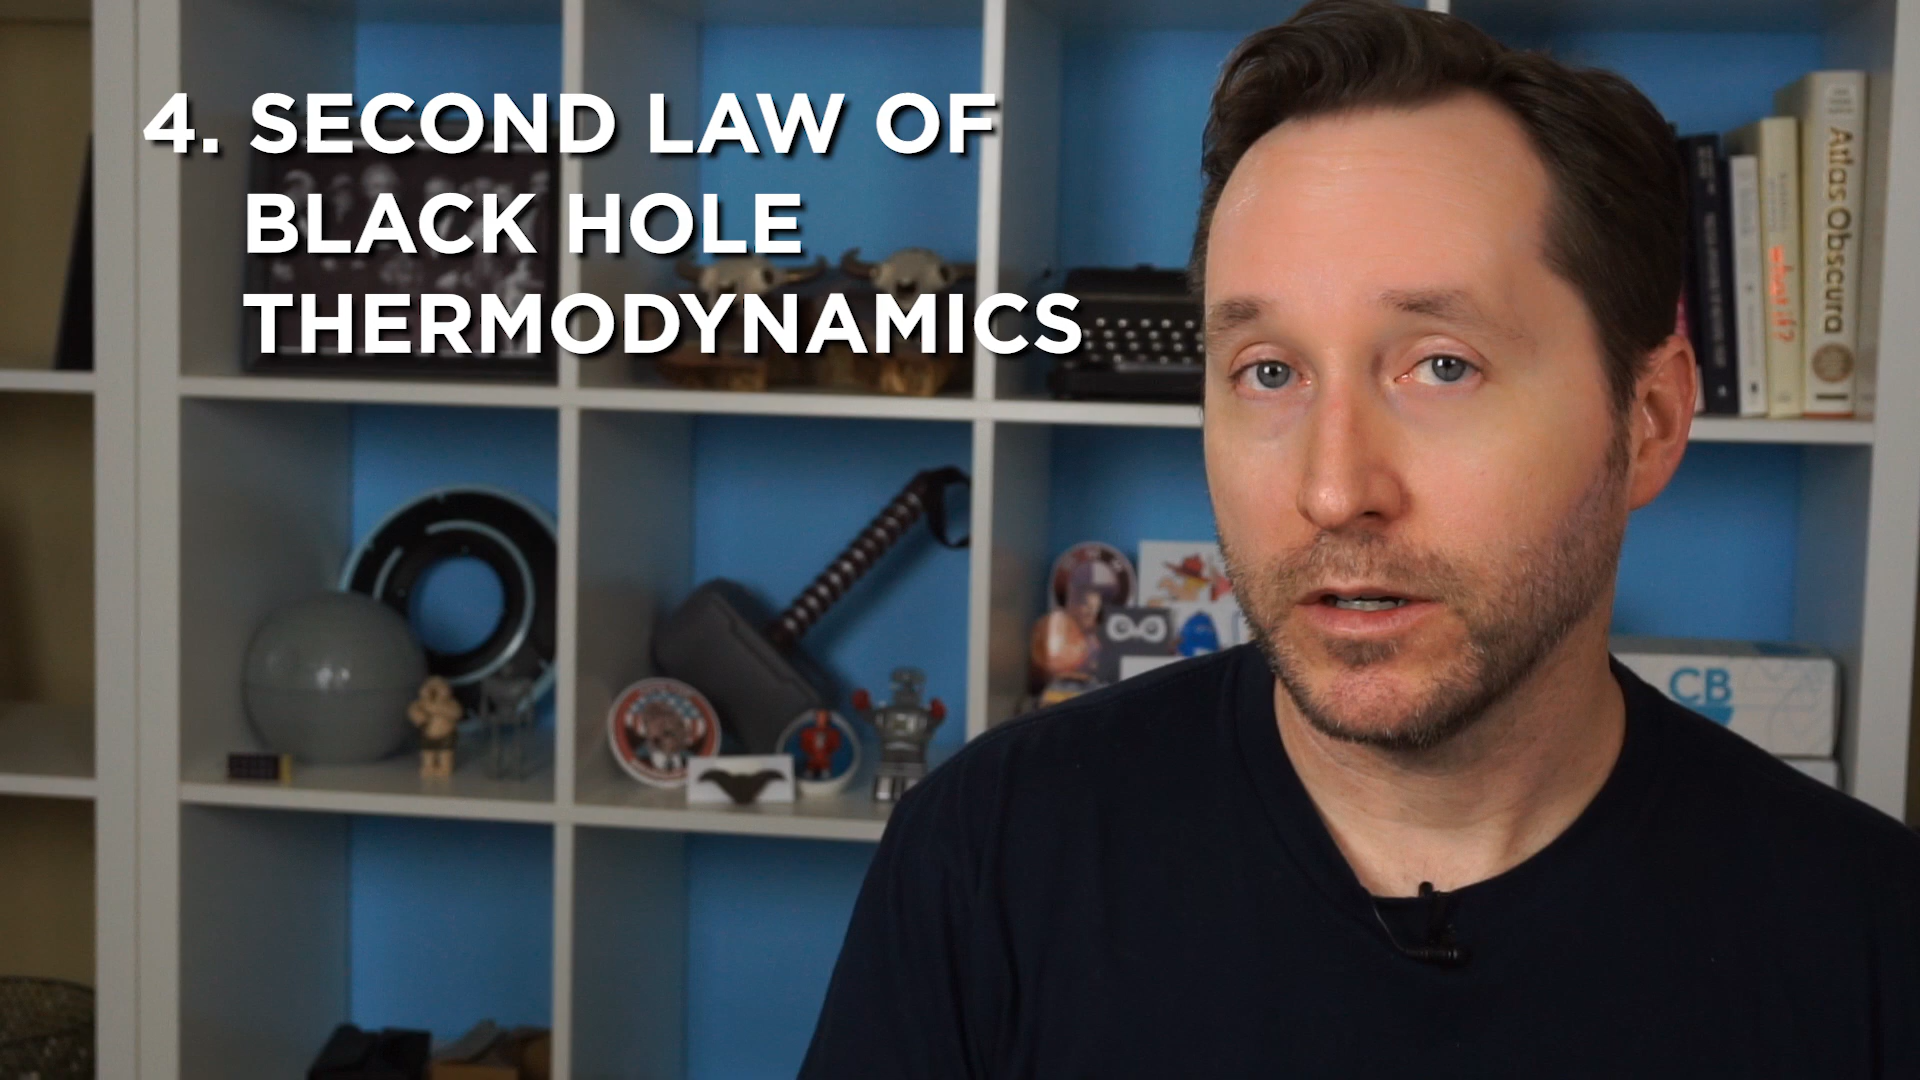 4. SECOND LAW OF
BLACK HOLE
THERMODYNAMICS
Atlas Obscura
what if?
CB